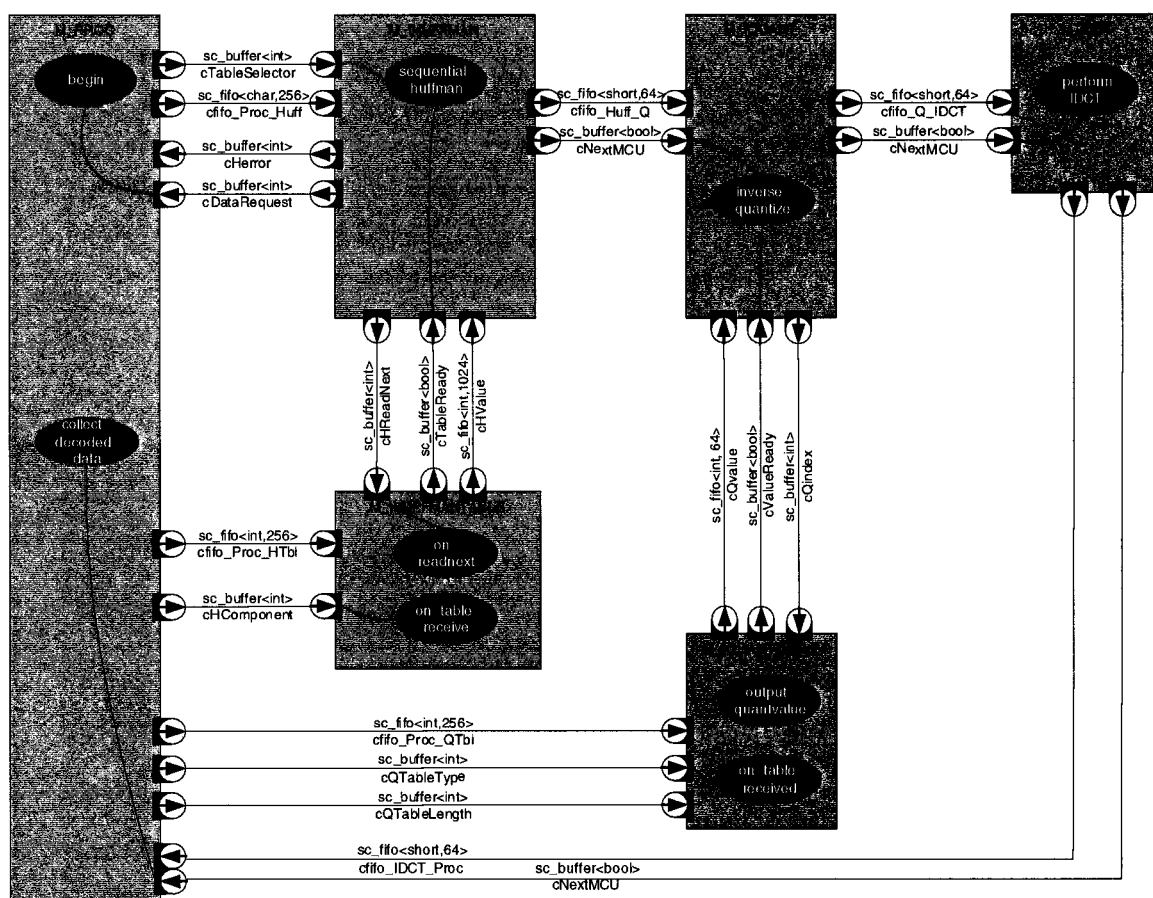 begin
sc_buffer<int>
cTableSelector
sc_fifo<char,256>
cfifo_Proc_Huff
sc_buffer<int>
cHerror
sc_buffer<int>
cDataRequest
sequential
huffman
sc_fifo<short,64>
cfifo_Huff_Q
sc_buffer<bool>
cNextMCU
inverse
quantize
sc_fifo<short,64>
cfifo_Q_IDCT
sc_buffer<bool>
cNextMCU
perform
IDCT
sc_buffer<int>
cHReadNext
sc_buffer<bool>
cTableReady
sc_fifo<int,1024>
cHValue
sc_fifo<int, 64>
cQvalue
sc_buffer<bool>
cValueReady
sc_buffer<int>
cQindex
collect
decoded
data
sc_fifo<int,256>
cfifo_Proc_HTbl
sc_buffer<int>
cHComponent
on
readnext
on table
receive
sc_fifo<int,256>
cfifo_Proc_QTbl
sc_buffer<int>
cQTableType
sc_buffer<int>
cQTableLength
output
quantvalue
on table
received
sc_fifo<short,64>
cfifo_IDCT_Proc
sc_buffer<bool>
cNextMCU